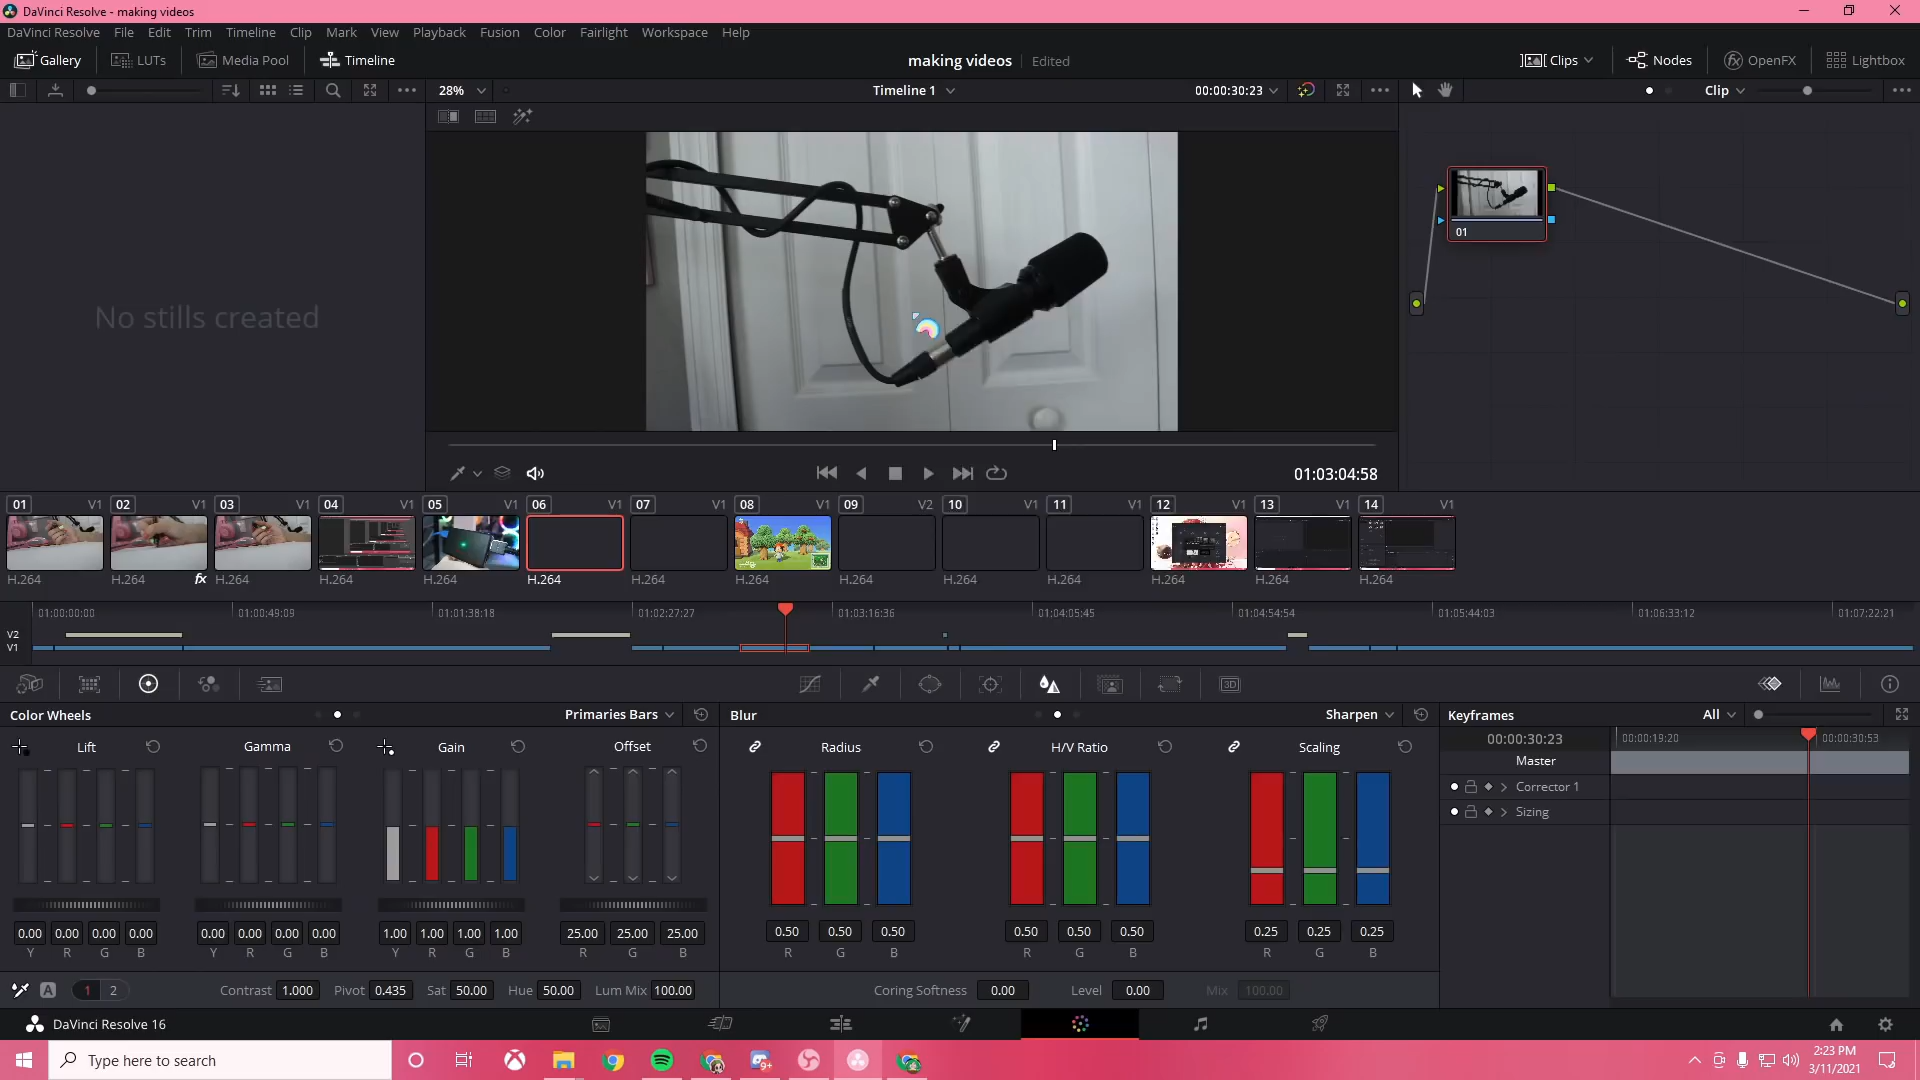 DaVinci Resolve - making videos
DaVinci Resolve File Edit Trim Timeline Clip Mark View Playback Fusion Color Fairlight Workspace Help
Gallery LUTs Media Pool Timeline making videos Edited Clips Nodes OpenFX Lightbox
28% Timeline 1 00:00:30:23 Clip
No stills created
01
01:03:04:58
01 V1 02 V1 03 V1 04 V1 05 V1 06 V1 07 V1 08 V1 09 V2 10 V1 11 V1 12 V1 13 V1 14 V1
H.264 H.264 fx H.264 H.264 H.264 H.264 H.264 H.264 H.264 H.264 H.264 H.264 H.264 H.264
01:00:00:00 01:00:49:09 01:01:38:18 01:02:27:27 01:03:16:36 01:04:05:45 01:04:54:54 01:05:44:03 01:06:33:12 01:07:22:21
V2
V1
3D
Color Wheels Primaries Bars Blur Sharpen Keyframes All
Lift Gamma Gain Offset Radius H/V Ratio Scaling 00:00:30:23 00:00:19:20 00:00:30:53
Master
Corrector 1
Sizing
0.00 0.00 0.00 0.00 0.00 0.00 0.00 0.00 1.00 1.00 1.00 1.00 25.00 25.00 25.00 0.50 0.50 0.50 0.50 0.50 0.50 0.25 0.25 0.25
Y R G B Y R G B Y R G B R G B R G B R G B R G B
A 1 2 Contrast 1.000 Pivot 0.435 Sat 50.00 Hue 50.00 Lum Mix 100.00 Coring Softness 0.00 Level 0.00 Mix 100.00
DaVinci Resolve 16
Type here to search 9+ 2:23 PM
3/11/2021